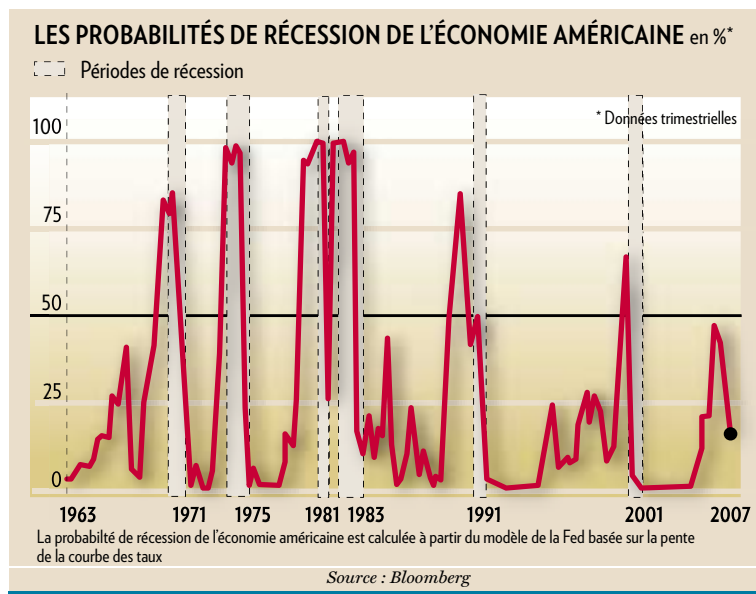 LES PROBABILITÉS DE RÉCESSION DE L'ÉCONOMIE AMÉRICAINE en %*
Périodes de récession
* Données trimestrielles
100
75
50
25
0
1963 1971 1975 1981 1985 1991 2001 2007
La probabilté de récession de l'économie américaine est calculée à partir du modèle de la Fed basée sur la pente
de la courbe des taux
Source : Bloomberg